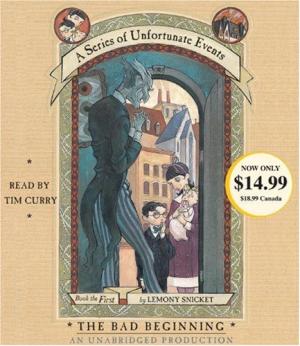 A Series of Unfortunate Events
* READ BY *
TIM CURRY
NOW ONLY
$14.99
$18.99 Canada
Book the First
by LEMONY SNICKET
* THE BAD BEGINNING *
AN UNABRIDGED PRODUCTION